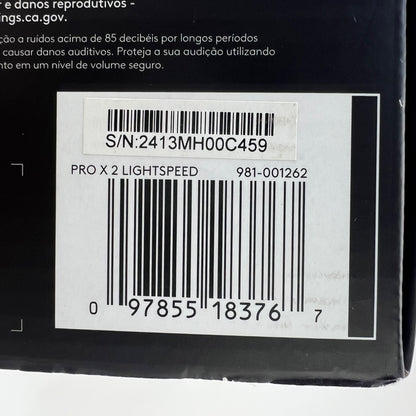 r e danos reprodutivos -
ings.ca.gov.
ção a ruídos acima de 85 decibéis por longos períodos
causar danos auditivos. Proteja a sua audição utilizando
nto em um nível de volume seguro.
S/N:2413MH00C459
PRO X 2 LIGHTSPEED 981-001262
0 97855 18376 7